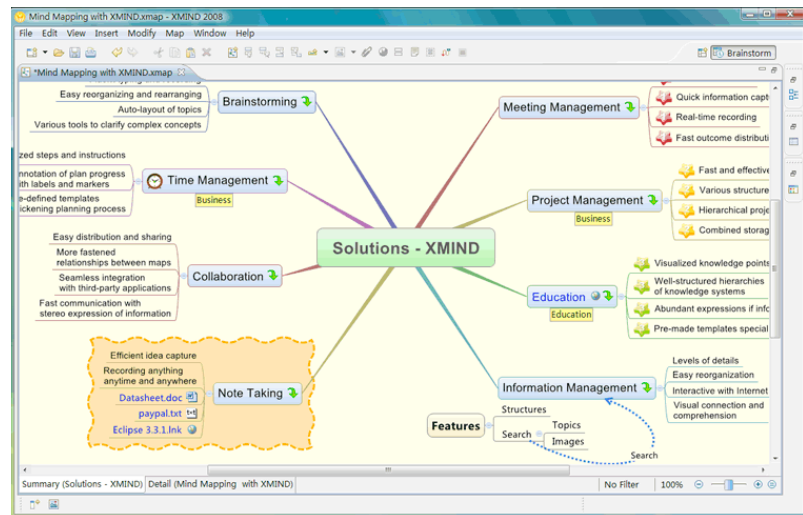 Mind Mapping with XMIND.xmap - XMIND 2008
File Edit View Insert Modify Map Window Help
Brainstorm
*Mind Mapping with XMIND.xmap
Easy reorganizing and rearranging
Auto-layout of topics
Various tools to clarify complex concepts
Brainstorming
zed steps and instructions
nnotation of plan progress
ith labels and markers
e-defined templates
ickening planning process
Time Management
Business
Easy distribution and sharing
More fastened
relationships between maps
Seamless integration
with third-party applications
Fast communication with
stereo expression of information
Collaboration
Efficient idea capture
Recording anything
anytime and anywhere
Datasheet.doc
paypal.txt
Eclipse 3.3.1.lnk
Note Taking
Solutions - XMIND
Meeting Management
Quick information capt
Real-time recording
Fast outcome distributi
Project Management
Business
Fast and effective
Various structure
Hierarchical proje
Combined storag
Education
Education
Visualized knowledge points
Well-structured hierarchies
of knowledge systems
Abundant expressions if info
Pre-made templates special
Information Management
Levels of details
Easy reorganization
Interactive with Internet
Visual connection and
comprehension
Features
Structures
Search
Topics
Images
Search
Summary (Solutions - XMIND) Detail (Mind Mapping with XMIND)
No Filter 100%